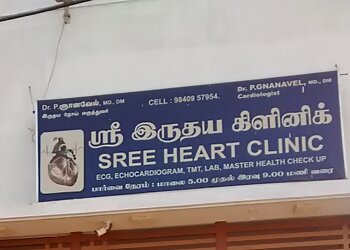 Dr. P.ஞானவேல், MD., DM
இருதய நோய் மருத்துவர்
CELL : 98409 57954.
Dr. P.GNANAVEL, MD., DM
Cardiologist
ஸ்ரீ இருதய கிளினிக்
SREE HEART CLINIC
ECG, ECHOCARDIOGRAM, TMT, LAB, MASTER HEALTH CHECK UP
பார்வை நேரம் : மாலை 5.00 முதல் இரவு 9.00 மணி வரை